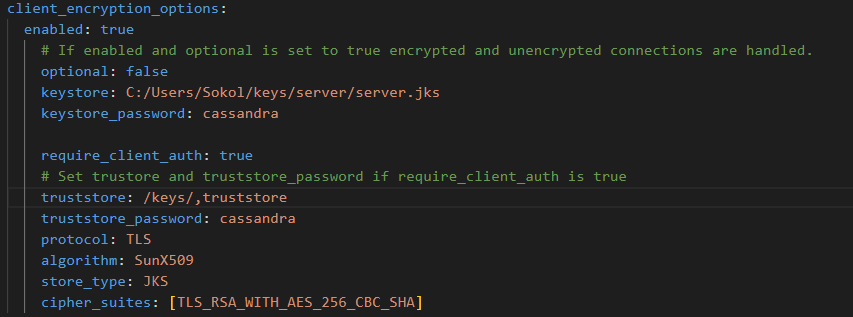 client_encryption_options:
  enabled: true
    # If enabled and optional is set to true encrypted and unencrypted connections are handled.
    optional: false
    keystore: C:/Users/Sokol/keys/server/server.jks
    keystore_password: cassandra

    require_client_auth: true
    # Set trustore and truststore_password if require_client_auth is true
    truststore: /keys/,truststore
    truststore_password: cassandra
    protocol: TLS
    algorithm: SunX509
    store_type: JKS
    cipher_suites: [TLS_RSA_WITH_AES_256_CBC_SHA]